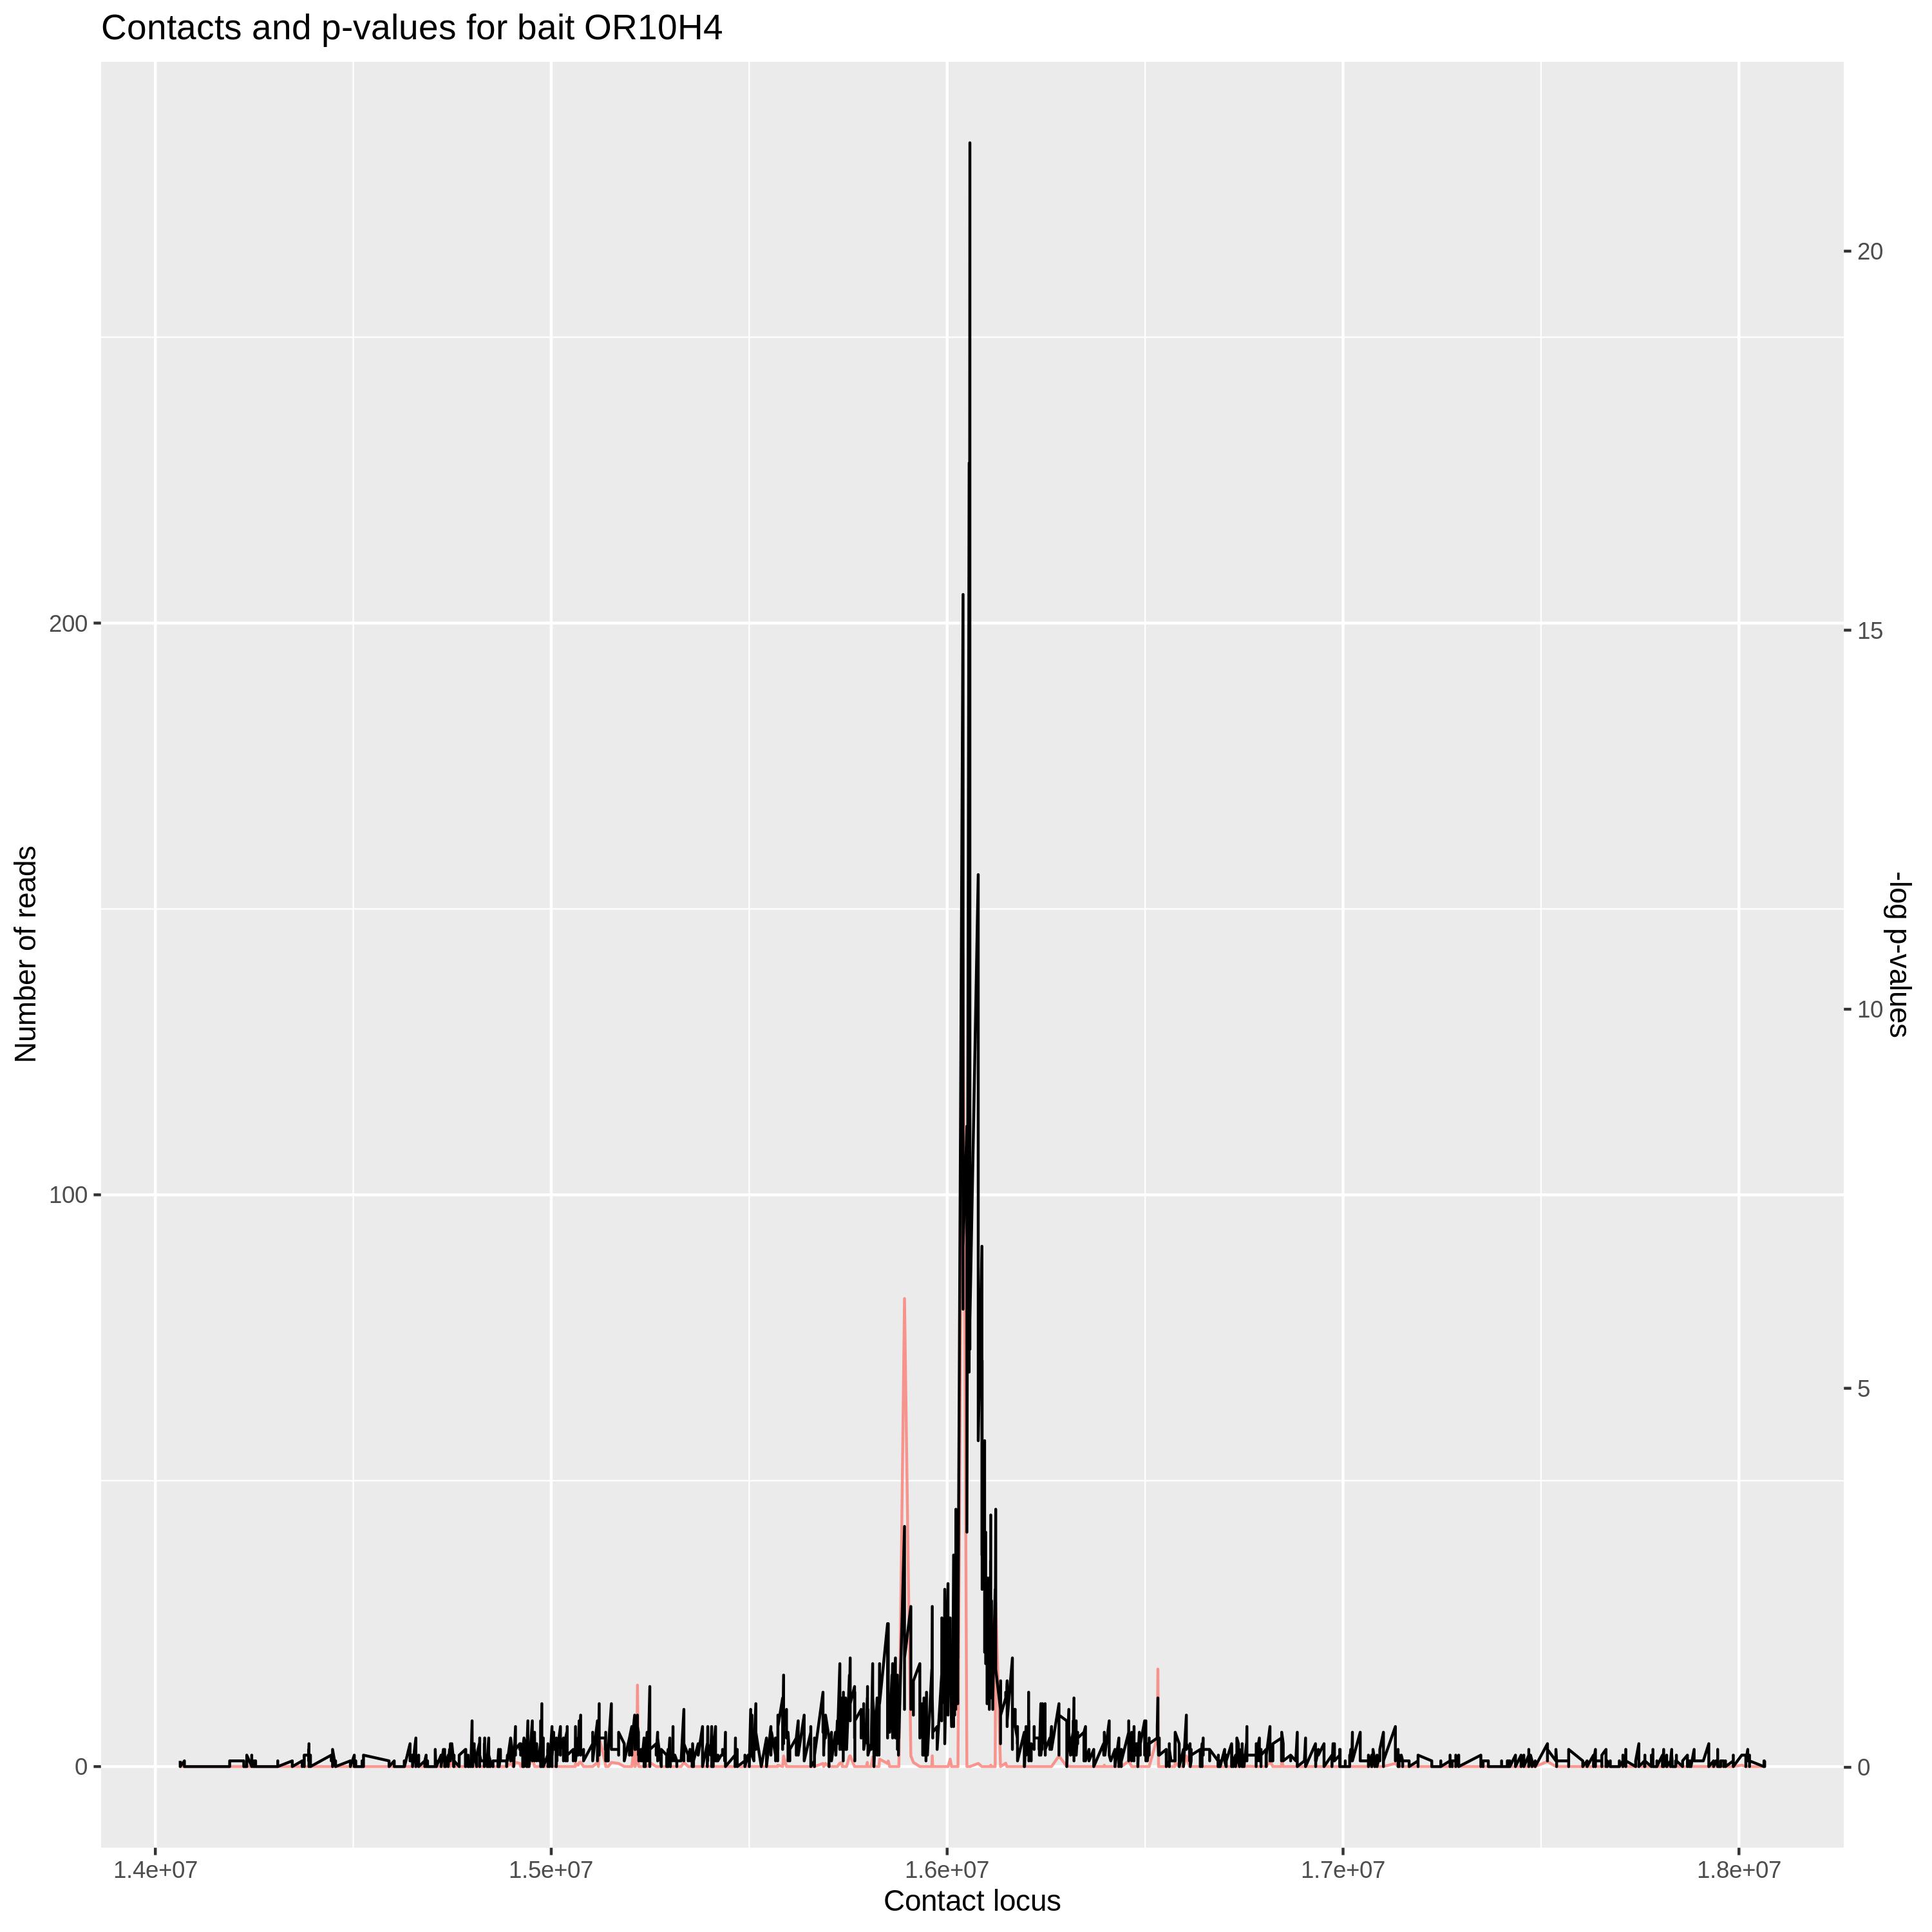 Contacts and p-values for bait OR10H4
Number of reads
200
100
0
20
15
10
5
0
-log p-values
1.4e+07 1.5e+07 1.6e+07 1.7e+07 1.8e+07
Contact locus